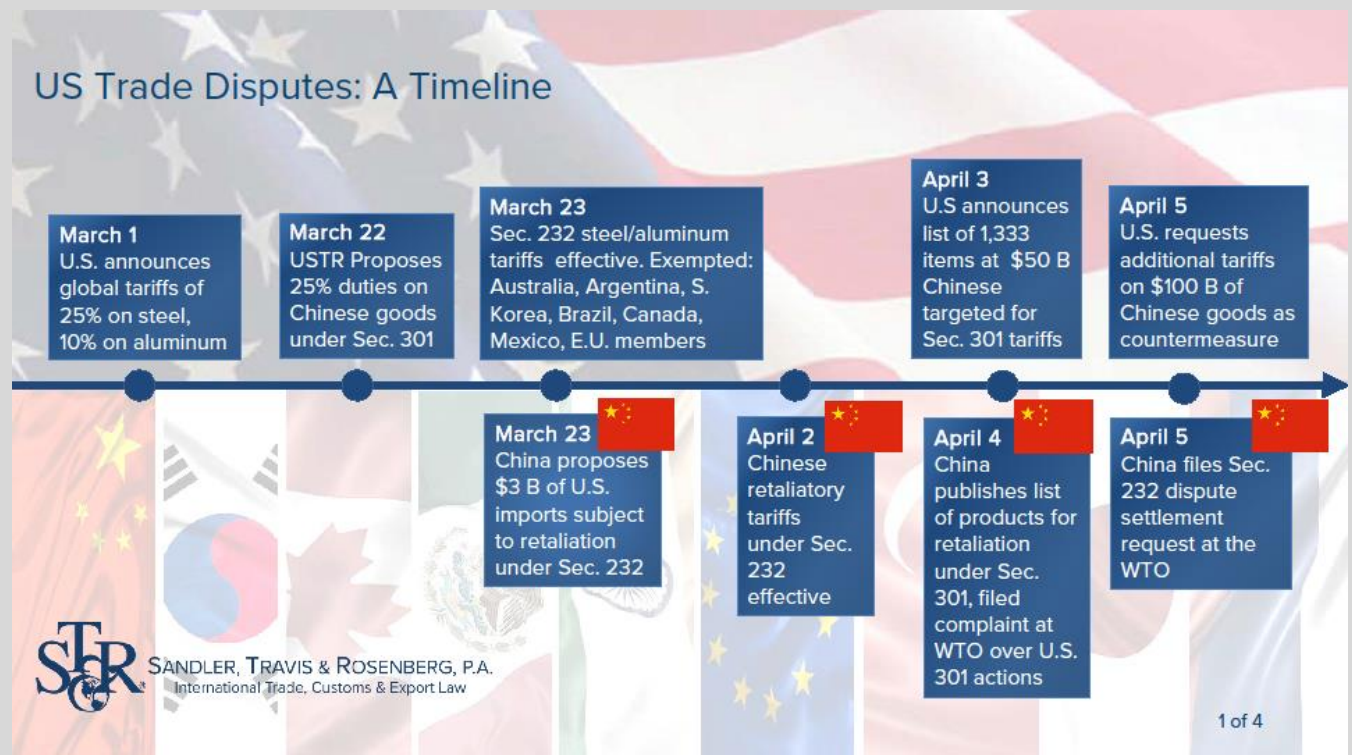 US Trade Disputes: A Timeline
March 1
U.S. announces
global tariffs of
25% on steel,
10% on aluminum
March 22
USTR Proposes
25% duties on
Chinese goods
under Sec. 301
March 23
Sec. 232 steel/aluminum
tariffs effective. Exempted:
Australia, Argentina, S.
Korea, Brazil, Canada,
Mexico, E.U. members
April 3
U.S announces
list of 1,333
items at $50 B
Chinese
targeted for
Sec. 301 tariffs
April 5
U.S. requests
additional tariffs
on $100 B of
Chinese goods as
countermeasure
March 23
China proposes
$3 B of U.S.
imports subject
to retaliation
under Sec. 232
April 2
Chinese
retaliatory
tariffs
under Sec.
232
effective
April 4
China
publishes list
of products for
retaliation
under Sec.
301, filed
complaint at
WTO over U.S.
301 actions
April 5
China files Sec.
232 dispute
settlement
request at the
WTO
ST&R
SANDLER, TRAVIS & ROSENBERG, P.A.
International Trade, Customs & Export Law
1 of 4